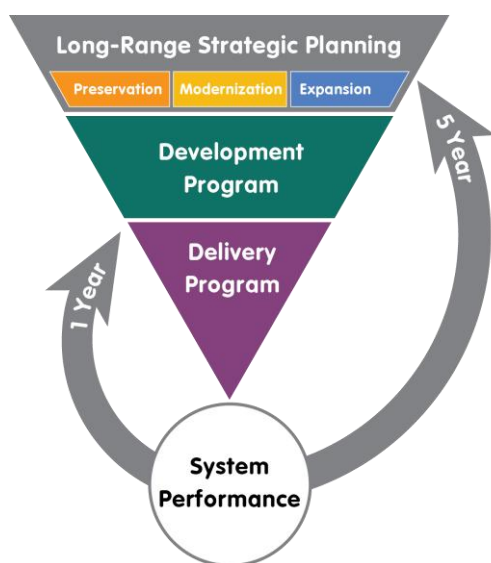 Long-Range Strategic Planning
Preservation Modernization Expansion
Development
Program
Delivery
Program
1 Year
5 Year
System
Performance